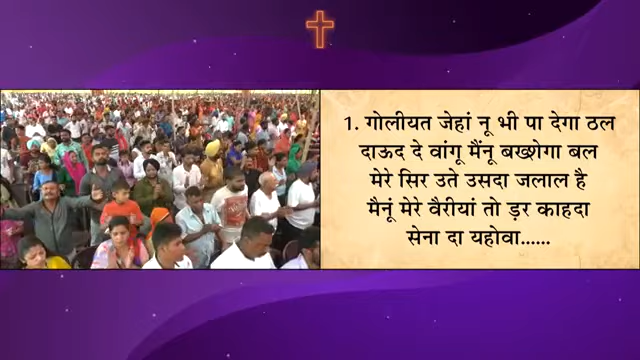 1. गोलीयत जेहां नू भी पा देगा ठल
दाऊद दे वांगू मैंनू बख्शेगा बल
मेरे सिर उते उसदा जलाल है
मैनूं मेरे वैरीयां तो ड़र काहदा
सेना दा यहोवा......